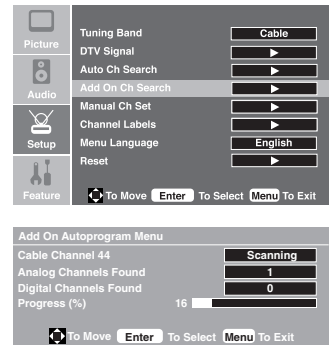 Picture
Audio
Setup
Feature
Tuning Band Cable
DTV Signal
Auto Ch Search
Add On Ch Search
Manual Ch Set
Channel Labels
Menu Language English
Reset
To Move Enter To Select Menu To Exit
Add On Autoprogram Menu
Cable Channel 44 Scanning
Analog Channels Found 1
Digital Channels Found 0
Progress (%) 16
To Move Enter To Select Menu To Exit